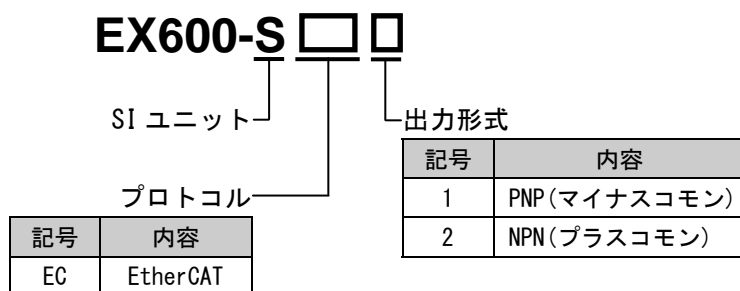 EX600-S□□
SI ユニット
出力形式
記号 内容
1 PNP(マイナスコモン)
2 NPN(プラスコモン)
プロトコル
記号 内容
EC EtherCAT